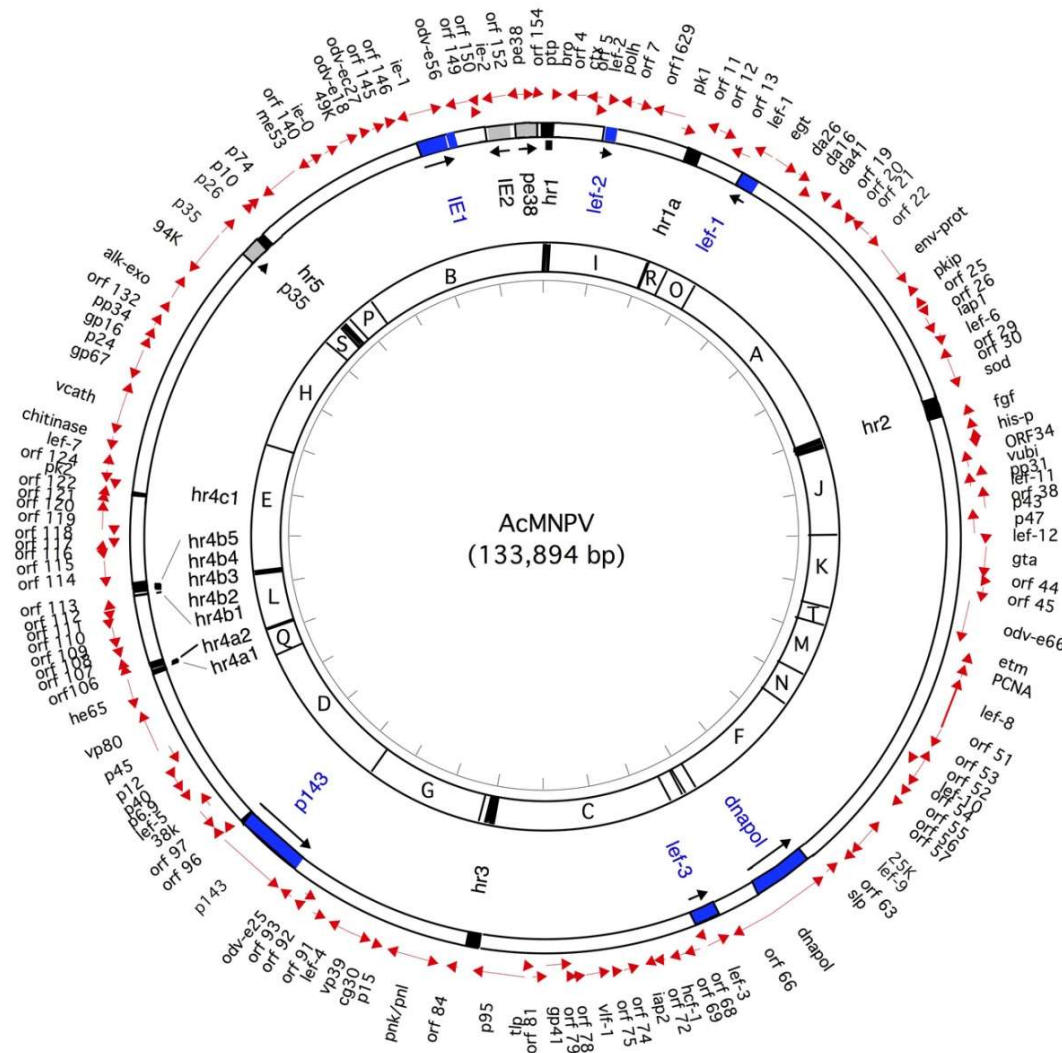 ptp
bro
orf 4
orf 5
lef-2
polh
orf 7
orf1629
pk1
orf 11
orf 12
orf 13
lef-1
egt
da26
da16
da41
orf 19
orf 20
orf 21
orf 22
env-prot
pkip
orf 25
orf 26
iap1
lef-6
orf 29
orf 30
sod
fgf
his-p
ORF34
vubi
pp31
lef-11
orf 38
p43
p47
lef-12
gta
orf 44
orf 45
odv-e66
etm
PCNA
lef-8
orf 51
orf 53
orf 55
orf 56
orf 57
25K
lef-9
orf 63
slp
dnapol
orf 66
lef-3
orf 68
orf 69
hcf-1
orf 72
iap2
orf 74
orf 75
vlf-1
orf 78
orf 79
gp41
orf 81
tlp
p95
orf 84
pnk/pnl
p15
cg30
vp39
lef-4
orf 91
orf 92
orf 93
odv-e25
p143
orf 96
orf 97
38k
lef-5
p6.9
p40
p12
p45
vp80
he65
orf106
orf 107
orf 108
orf 109
orf 110
orf 111
orf 112
orf 113
orf 114
orf 115
orf 116
orf 117
orf 118
orf 119
orf 120
orf 121
orf 122
pk2
orf 124
lef-7
chitinase
vcath
gp67
p24
gp16
pp34
orf 132
alk-exo
94K
p35
p26
p10
p74
me53
orf 140
ie-0
49K
odv-e18
odv-ec27
orf 145
orf 146
ie-1
odv-e56
orf 149
orf 150
ie-2
orf 152
pe38
orf 154
IE1
IE2
pe38
hr1
lef-2
hr1a
lef-1
hr2
dnapol
lef-3
hr3
p143
hr4a1
hr4a2
hr4b1
hr4b2
hr4b3
hr4b4
hr4b5
hr4c1
p35
hr5
I
R
O
A
J
K
T
M
N
F
C
G
D
Q
L
E
H
S
P
B
AcMNPV
(133,894 bp)